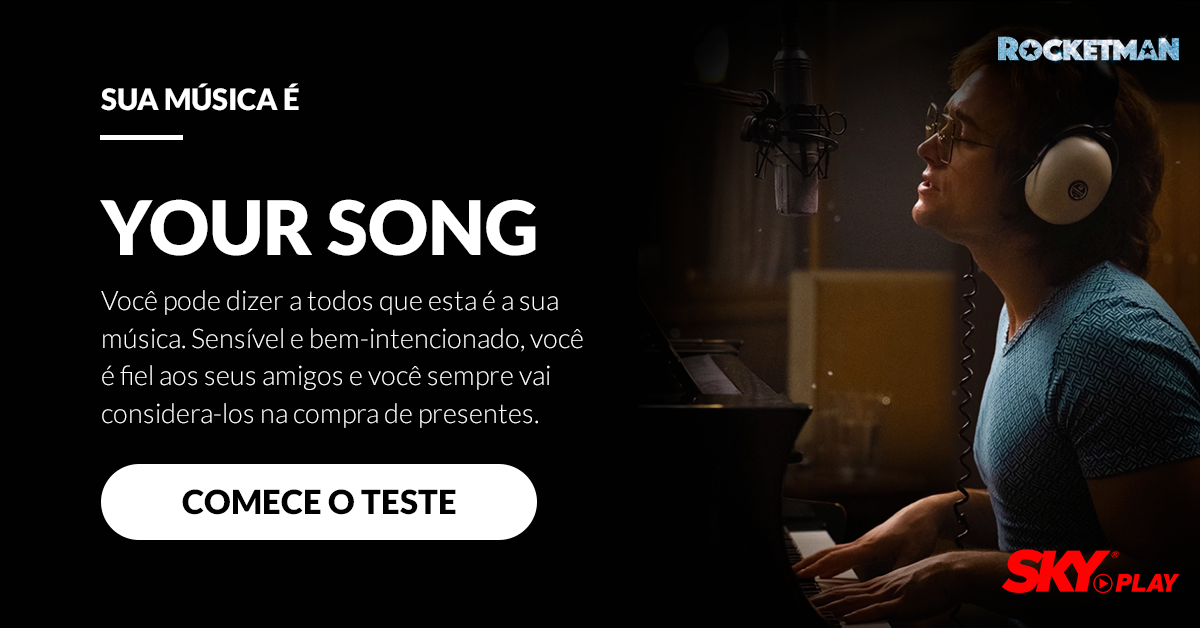 ROCKETMAN
SUA MÚSICA É
YOUR SONG
Você pode dizer a todos que esta é a sua
música. Sensível e bem-intencionado, você
é fiel aos seus amigos e você sempre vai
considera-los na compra de presentes.
COMECE O TESTE
SKY®
PLAY